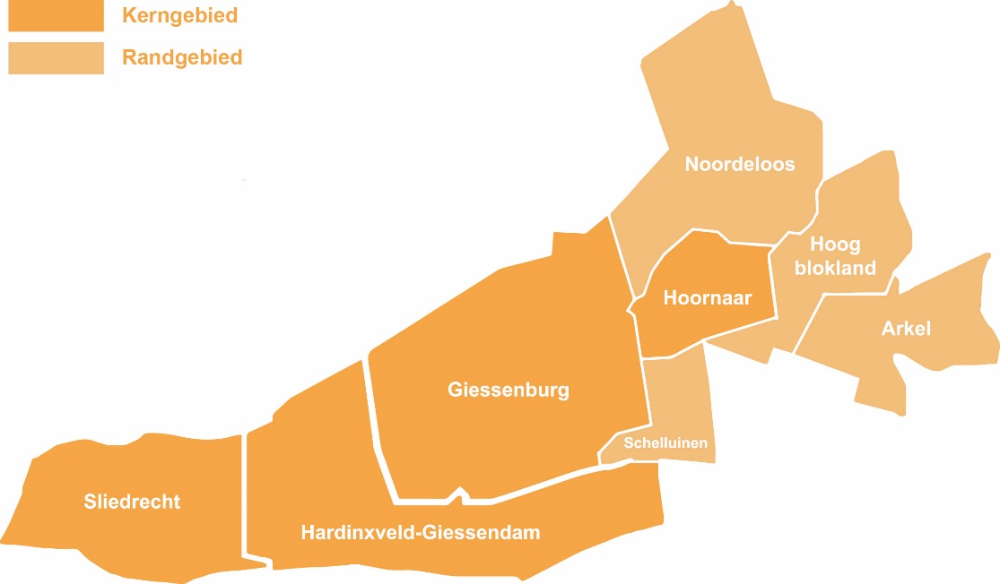 Kerngebied
Randgebied
Noordeloos
Hoog
blokland
Hoornaar
Arkel
Giessenburg
Schelluinen
Sliedrecht
Hardinxveld-Giessendam